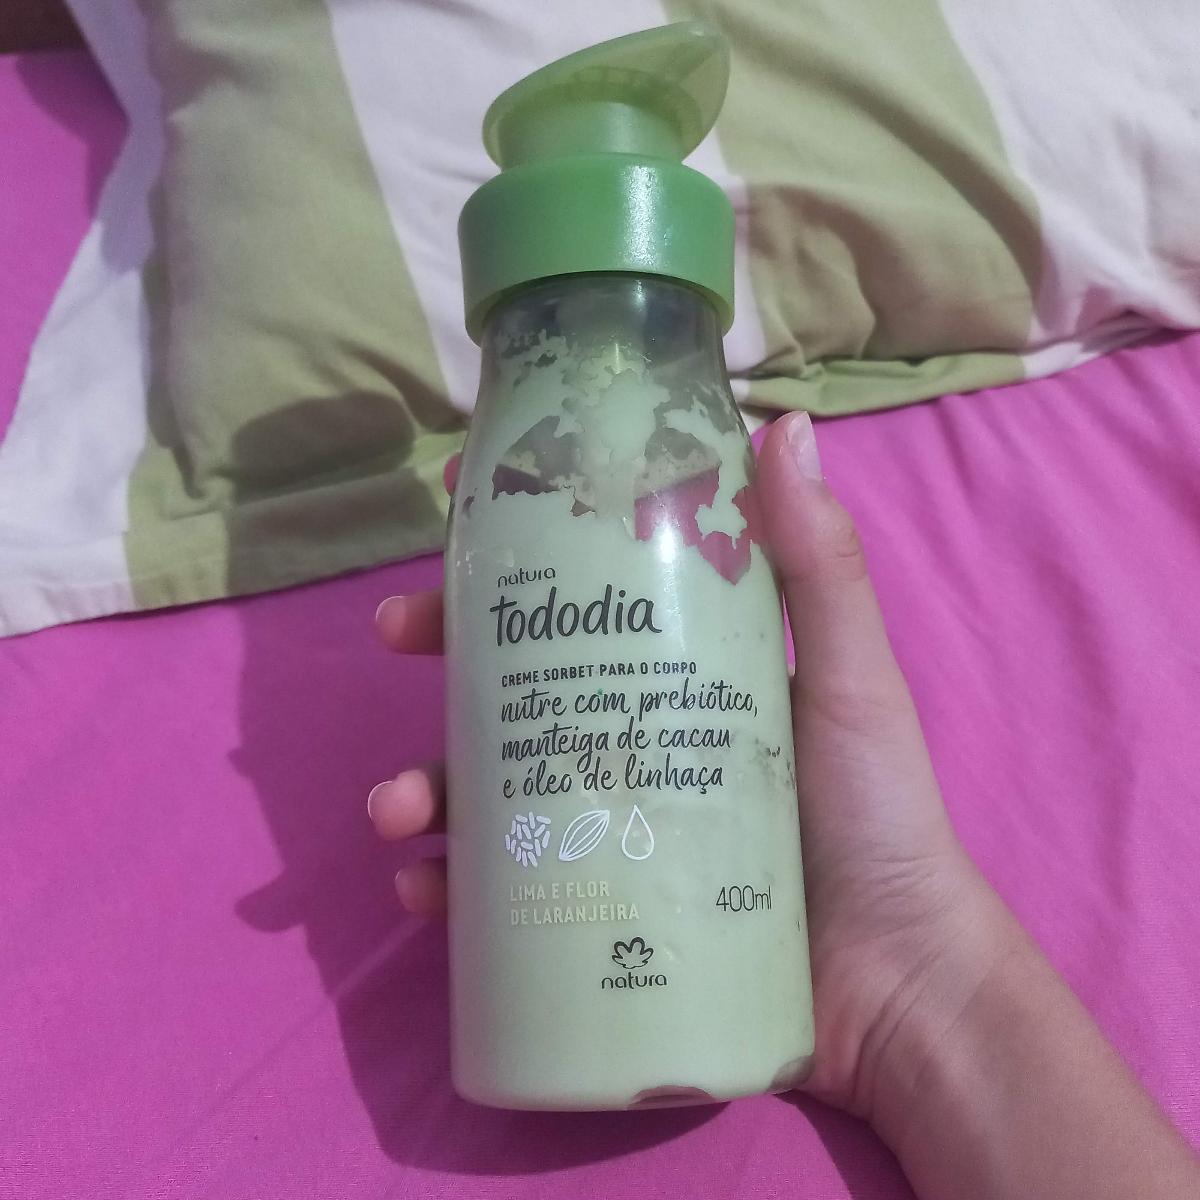 natura
tododia
CREME SORBET PARA O CORPO
nutre com prebiótico,
manteiga de cacau
e óleo de linhaça
LIMA E FLOR
DE LARANJEIRA
400ml
natura